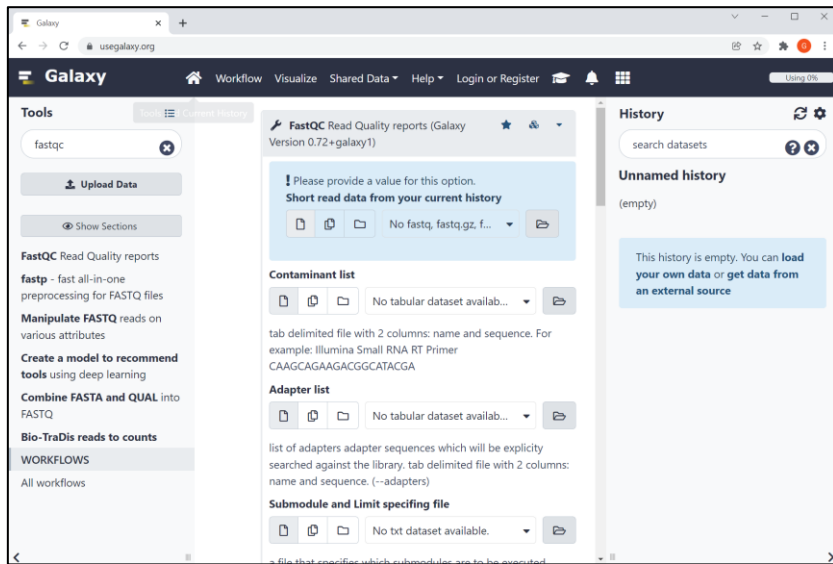 Galaxy
usegalaxy.org
G
Galaxy
Workflow Visualize Shared Data Help Login or Register
Using 0%
Tools
Current History
fastqc
Upload Data
Show Sections
FastQC Read Quality reports
fastp - fast all-in-one
preprocessing for FASTQ files
Manipulate FASTQ reads on
various attributes
Create a model to recommend
tools using deep learning
Combine FASTA and QUAL into
FASTQ
Bio-TraDis reads to counts
WORKFLOWS
All workflows
FastQC Read Quality reports (Galaxy
Version 0.72+galaxy1)
! Please provide a value for this option.
Short read data from your current history
No fastq, fastq.gz, f...
Contaminant list
No tabular dataset availab...
tab delimited file with 2 columns: name and sequence. For
example: Illumina Small RNA RT Primer
CAAGCAGAAGACGGCATACGA
Adapter list
No tabular dataset availab...
list of adapters adapter sequences which will be explicity
searched against the library. tab delimited file with 2 columns:
name and sequence. (--adapters)
Submodule and Limit specifing file
No txt dataset available.
a file that specifies which submodules are to be executed
History
search datasets
Unnamed history
(empty)
This history is empty. You can load
your own data or get data from
an external source